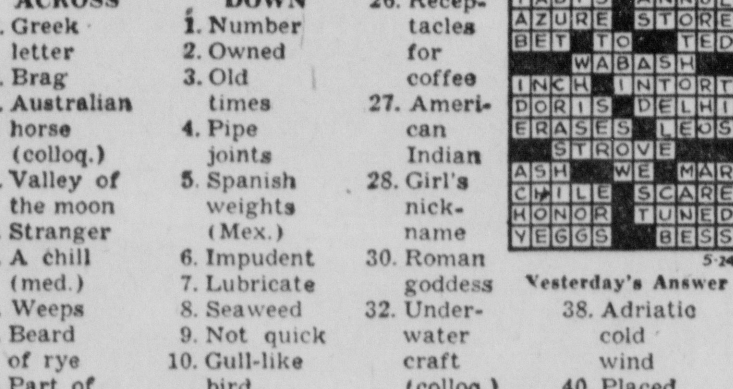 ACROSS
. Greek
letter
. Brag
. Australian
horse
(colloq.)
. Valley of
the moon
. Stranger
. A chill
(med.)
. Weeps
. Beard
of rye
. Part of
DOWN
1. Number
2. Owned
3. Old
times
4. Pipe
joints
5. Spanish
weights
(Mex.)
6. Impudent
7. Lubricate
8. Seaweed
9. Not quick
10. Gull-like
bird
26. Recep-
tacles
for
coffee
27. Ameri-
can
Indian
28. Girl's
nick-
name
30. Roman
goddess
32. Under-
water
craft
(colloq.)
AZURE STORE
BET TO TED
WABASH
INCH INTORT
DORIS DELHI
ERASES LEOS
STROVE
ASH WE MAR
CHILE SCARE
HONOR TUNED
YEGGS BESS
5-24
Yesterday's Answer
38. Adriatic
cold
wind
40. Placed